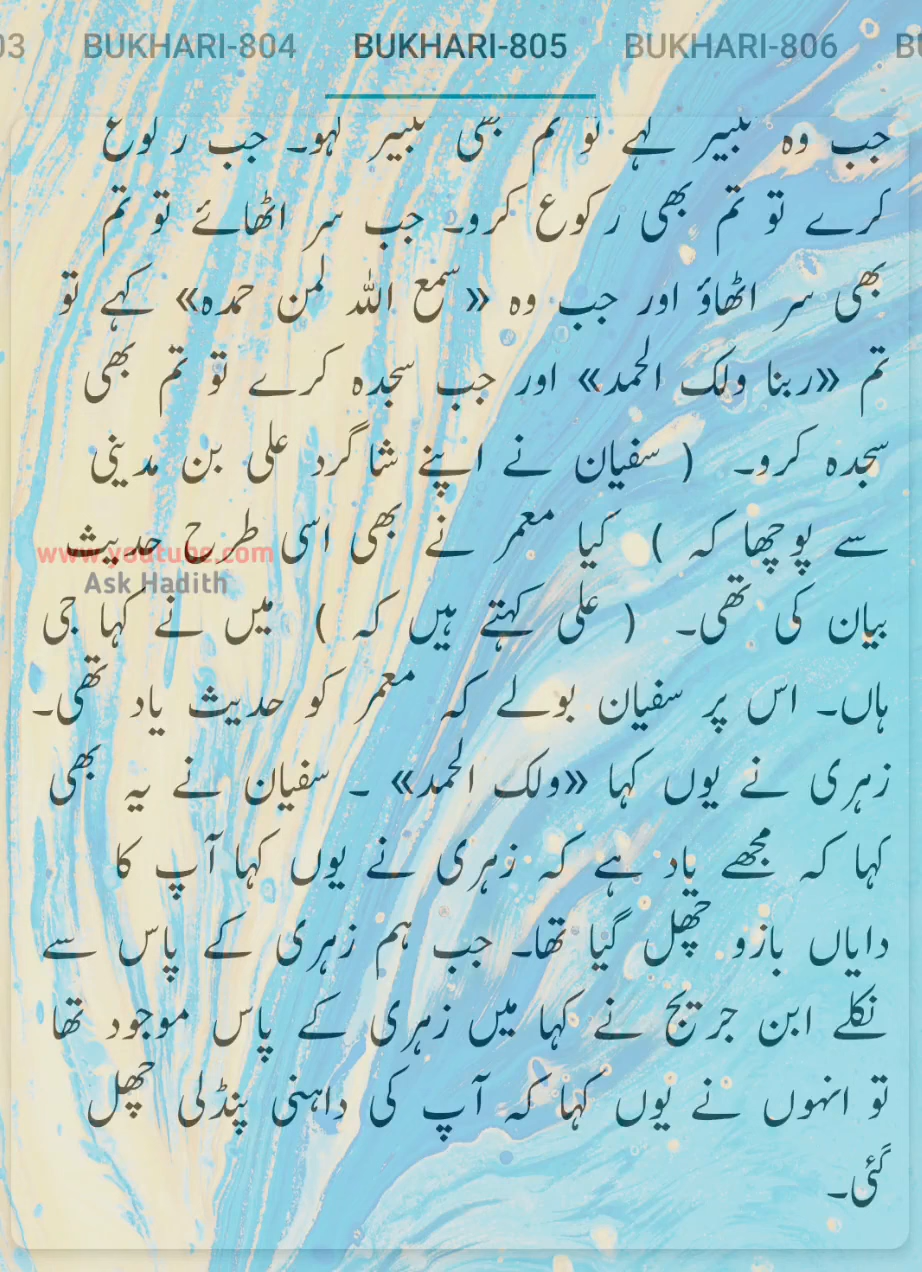 03 BUKHARI-804 BUKHARI-805 BUKHARI-806 B
جب وہ تکبیر کہے تو تم بھی تکبیر کہو۔ جب رکوع
کرے تو تم بھی رکوع کرو۔ جب سر اٹھائے تو تم
بھی سر اٹھاؤ اور جب وہ «سمع الله لمن حمده» کہے تو
تم «ربنا ولک الحمد» اور جب سجدہ کرے تو تم بھی
سجدہ کرو۔ ( سفیان نے اپنے شاگرد علی بن مدینی
سے پوچھا کہ ) کیا معمر نے بھی اسی طرح حدیث
www.youtube.com
Ask Hadith
بیان کی تھی۔ ( علی کہتے ہیں کہ ) میں نے کہا جی
ہاں۔ اس پر سفیان بولے کہ معمر کو حدیث یاد تھی۔
زہری نے یوں کہا «ولک الحمد» ۔ سفیان نے یہ بھی
کہا کہ مجھے یاد ہے کہ زہری نے یوں کہا آپ کا
دایاں بازو چھل گیا تھا۔ جب ہم زہری کے پاس سے
نکلے ابن جریج نے کہا میں زہری کے پاس موجود تھا
تو انہوں نے یوں کہا کہ آپ کی داہنی پنڈلی چھل
گئی۔